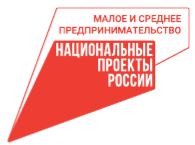 МАЛОЕ И СРЕДНЕЕ
ПРЕДПРИНИМАТЕЛЬСТВО
НАЦИОНАЛЬНЫЕ
ПРОЕКТЫ
РОССИИ